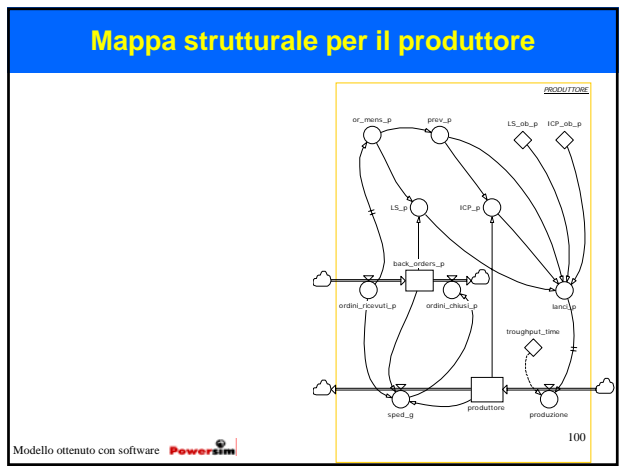 Mappa strutturale per il produttore
PRODUTTORE
or_mens_p
prev_p
LS_ob_p
ICP_ob_p
LS_p
ICP_p
back_orders_p
ordini_ricevuti_p
ordini_chiusi_p
lanci_p
troughput_time
sped_g
produttore
produzione
100
Modello ottenuto con software Powersim